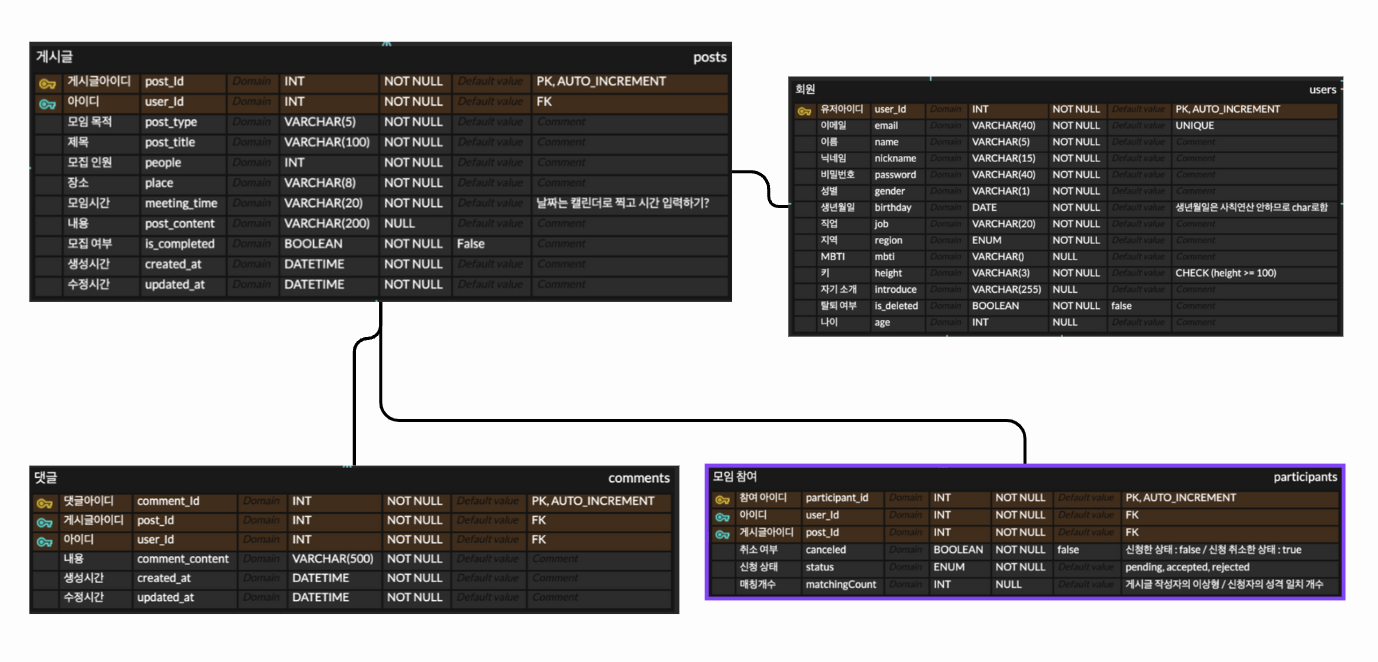 게시글 posts
게시글아이디 post_Id Domain INT NOT NULL Default value PK, AUTO_INCREMENT
아이디 user_Id Domain INT NOT NULL Default value FK
모임 목적 post_type Domain VARCHAR(5) NOT NULL Default value Comment
제목 post_title Domain VARCHAR(100) NOT NULL Default value Comment
모집 인원 people Domain INT NOT NULL Default value Comment
장소 place Domain VARCHAR(8) NOT NULL Default value Comment
모임시간 meeting_time Domain VARCHAR(20) NOT NULL Default value 날짜는 캘린더로 찍고 시간 입력하기?
내용 post_content Domain VARCHAR(200) NULL Default value Comment
모집 여부 is_completed Domain BOOLEAN NOT NULL False Comment
생성시간 created_at Domain DATETIME NOT NULL Default value Comment
수정시간 updated_at Domain DATETIME NOT NULL Default value Comment
회원 users
유저아이디 user_Id Domain INT NOT NULL Default value PK, AUTO_INCREMENT
이메일 email Domain VARCHAR(40) NOT NULL Default value UNIQUE
이름 name Domain VARCHAR(5) NOT NULL Default value Comment
닉네임 nickname Domain VARCHAR(15) NOT NULL Default value Comment
비밀번호 password Domain VARCHAR(40) NOT NULL Default value Comment
성별 gender Domain VARCHAR(1) NOT NULL Default value Comment
생년월일 birthday Domain DATE NOT NULL Default value 생년월일은 사칙연산 안하므로 char로함
직업 job Domain VARCHAR(20) NOT NULL Default value Comment
지역 region Domain ENUM NOT NULL Default value Comment
MBTI mbti Domain VARCHAR() NULL Default value Comment
키 height Domain VARCHAR(3) NOT NULL Default value CHECK (height >= 100)
자기 소개 introduce Domain VARCHAR(255) NULL Default value Comment
탈퇴 여부 is_deleted Domain BOOLEAN NOT NULL false Comment
나이 age Domain INT NULL Default value Comment
댓글 comments
댓글아이디 comment_Id Domain INT NOT NULL Default value PK, AUTO_INCREMENT
게시글아이디 post_Id Domain INT NOT NULL Default value FK
아이디 user_Id Domain INT NOT NULL Default value FK
내용 comment_content Domain VARCHAR(500) NOT NULL Default value Comment
생성시간 created_at Domain DATETIME NOT NULL Default value Comment
수정시간 updated_at Domain DATETIME NOT NULL Default value Comment
모임 참여 participants
참여 아이디 participant_id Domain INT NOT NULL Default value PK, AUTO_INCREMENT
아이디 user_Id Domain INT NOT NULL Default value FK
게시글아이디 post_Id Domain INT NOT NULL Default value FK
취소 여부 canceled Domain BOOLEAN NOT NULL false 신청한 상태 : false / 신청 취소한 상태 : true
신청 상태 status Domain ENUM NOT NULL Default value pending, accepted, rejected
매칭개수 matchingCount Domain INT NULL Default value 게시글 작성자의 이상형 / 신청자의 성격 일치 개수